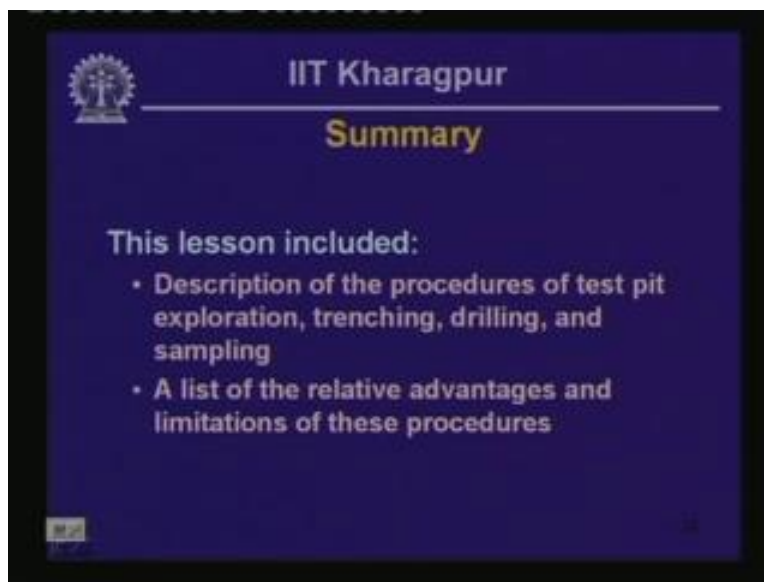 IIT Kharagpur
Summary
This lesson included:
• Description of the procedures of test pit
exploration, trenching, drilling, and
sampling
• A list of the relative advantages and
limitations of these procedures